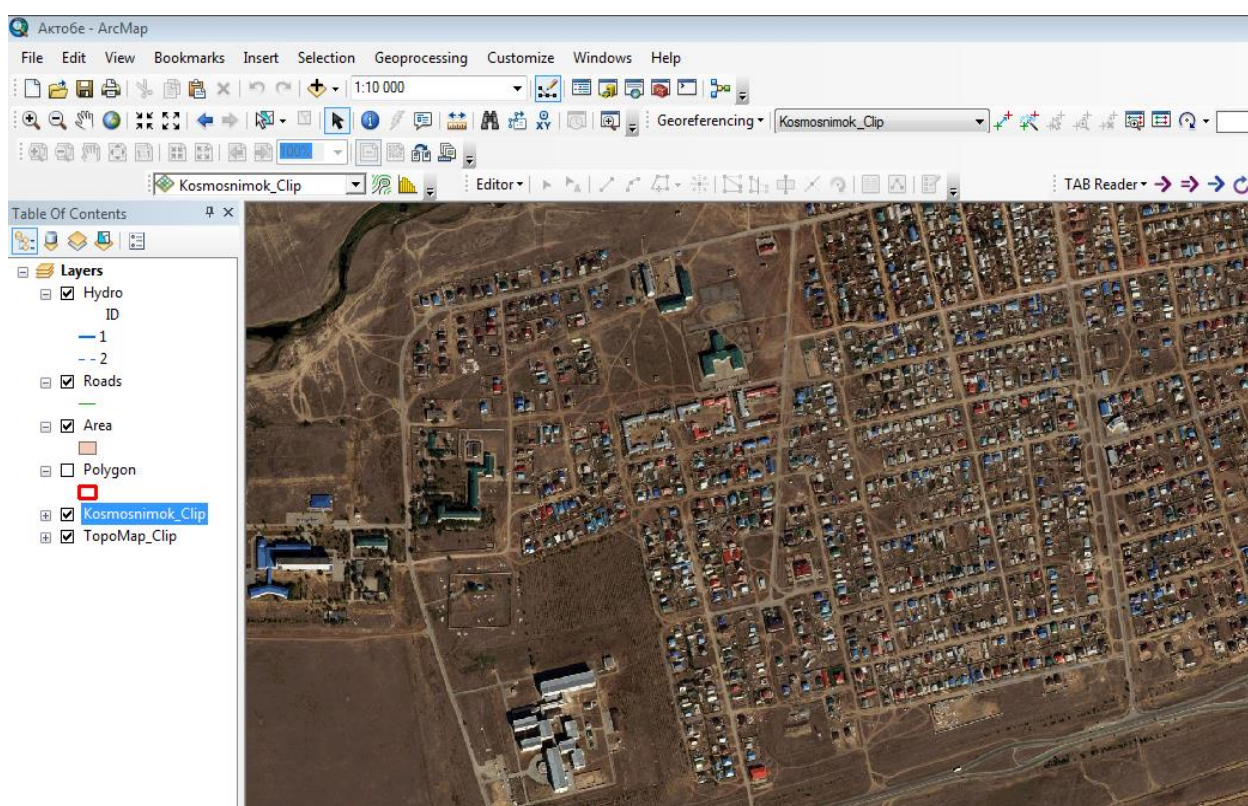 Актобе - ArcMap
File Edit View Bookmarks Insert Selection Geoprocessing Customize Windows Help
1:10 000
Georeferencing Kosmosnimok_Clip
100%
Kosmosnimok_Clip Editor TAB Reader
Table Of Contents
Layers
Hydro
ID
1
2
Roads
Area
Polygon
Kosmosnimok_Clip
TopoMap_Clip